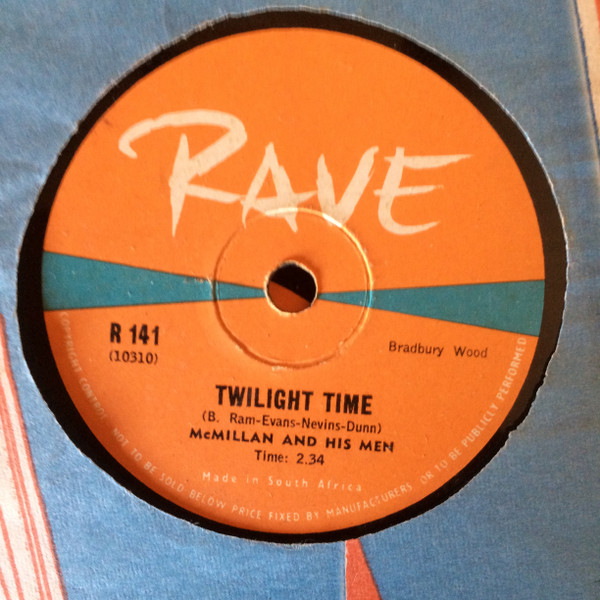 RAVE
R 141
(10310)
Bradbury Wood
TWILIGHT TIME
(B. Ram-Evans-Nevins-Dunn)
McMILLAN AND HIS MEN
Time: 2.34
Made in South Africa
COPYRIGHT CONTROL NOT TO BE SOLD BELOW PRICE FIXED BY MANUFACTURERS OR TO BE PUBLICLY PERFORMED